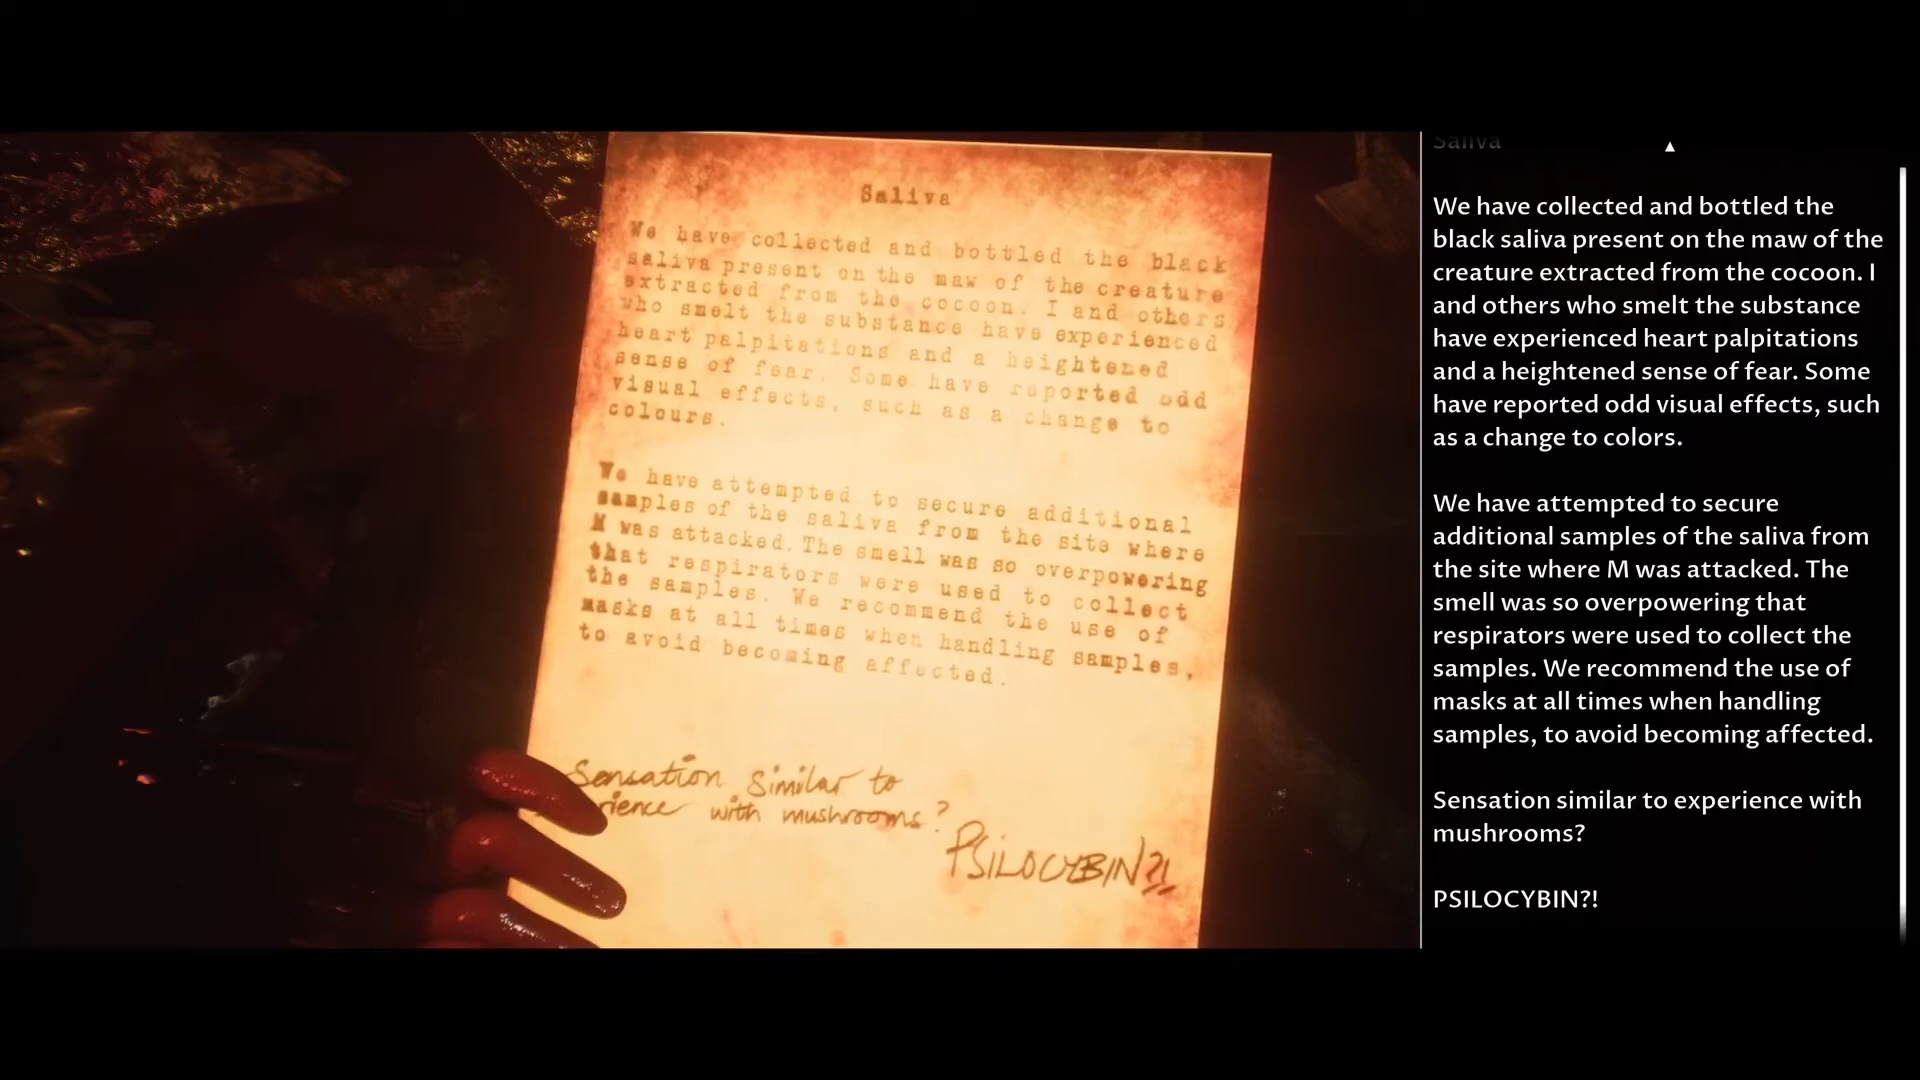 Saliva
We have collected and bottled the black
saliva present on the maw of the creature
extracted from the cocoon. I and others
who smelt the substance have experienced
heart palpitations and a heightened
sense of fear. Some have reported odd
visual effects, such as a change to
colours.
We have attempted to secure additional
samples of the saliva from the site where
M was attacked. The smell was so overpowering
that respirators were used to collect
the samples. We recommend the use of
masks at all times when handling samples,
to avoid becoming affected.
Sensation similar to
rience with mushrooms?
PSILOCYBIN?!
Saliva
We have collected and bottled the
black saliva present on the maw of the
creature extracted from the cocoon. I
and others who smelt the substance
have experienced heart palpitations
and a heightened sense of fear. Some
have reported odd visual effects, such
as a change to colors.
We have attempted to secure
additional samples of the saliva from
the site where M was attacked. The
smell was so overpowering that
respirators were used to collect the
samples. We recommend the use of
masks at all times when handling
samples, to avoid becoming affected.
Sensation similar to experience with
mushrooms?
PSILOCYBIN?!